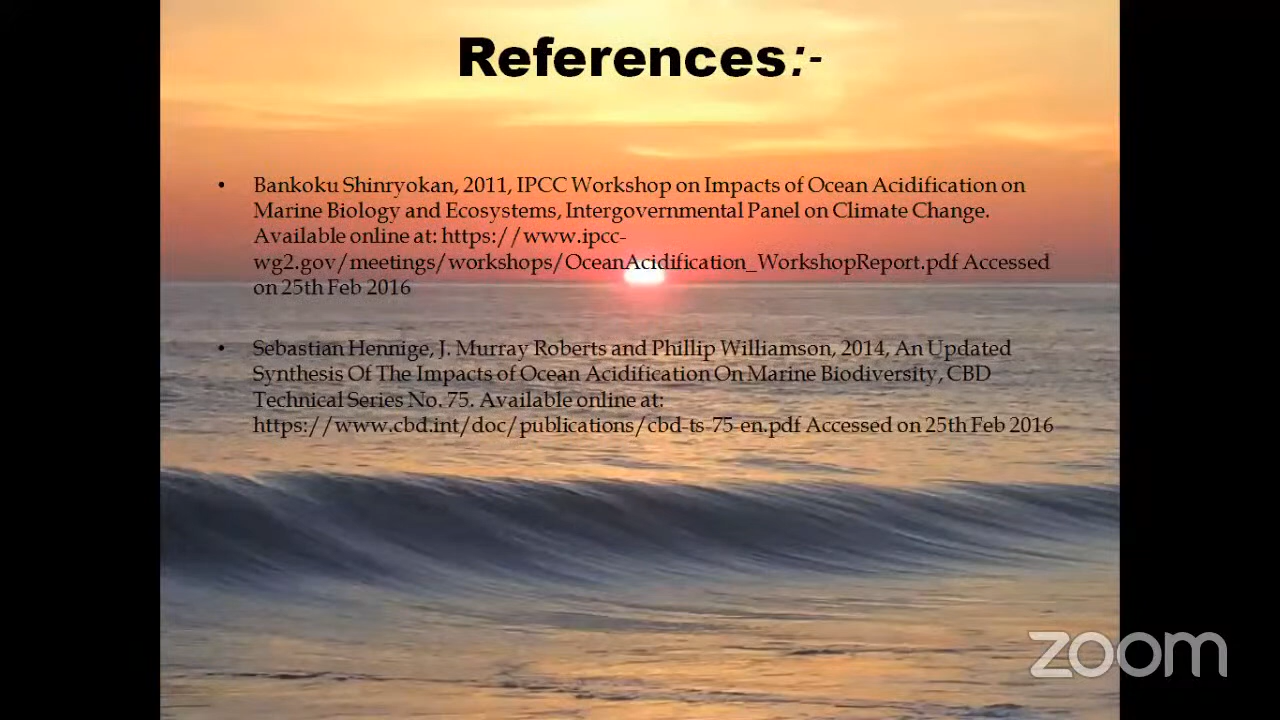 References:-
• Bankoku Shinryokan, 2011, IPCC Workshop on Impacts of Ocean Acidification on
Marine Biology and Ecosystems, Intergovernmental Panel on Climate Change.
Available online at: https://www.ipcc-
wg2.gov/meetings/workshops/OceanAcidification_WorkshopReport.pdf Accessed
on 25th Feb 2016
• Sebastian Hennige, J. Murray Roberts and Phillip Williamson, 2014, An Updated
Synthesis Of The Impacts of Ocean Acidification On Marine Biodiversity, CBD
Technical Series No. 75. Available online at:
https://www.cbd.int/doc/publications/cbd-ts-75-en.pdf Accessed on 25th Feb 2016
zoom